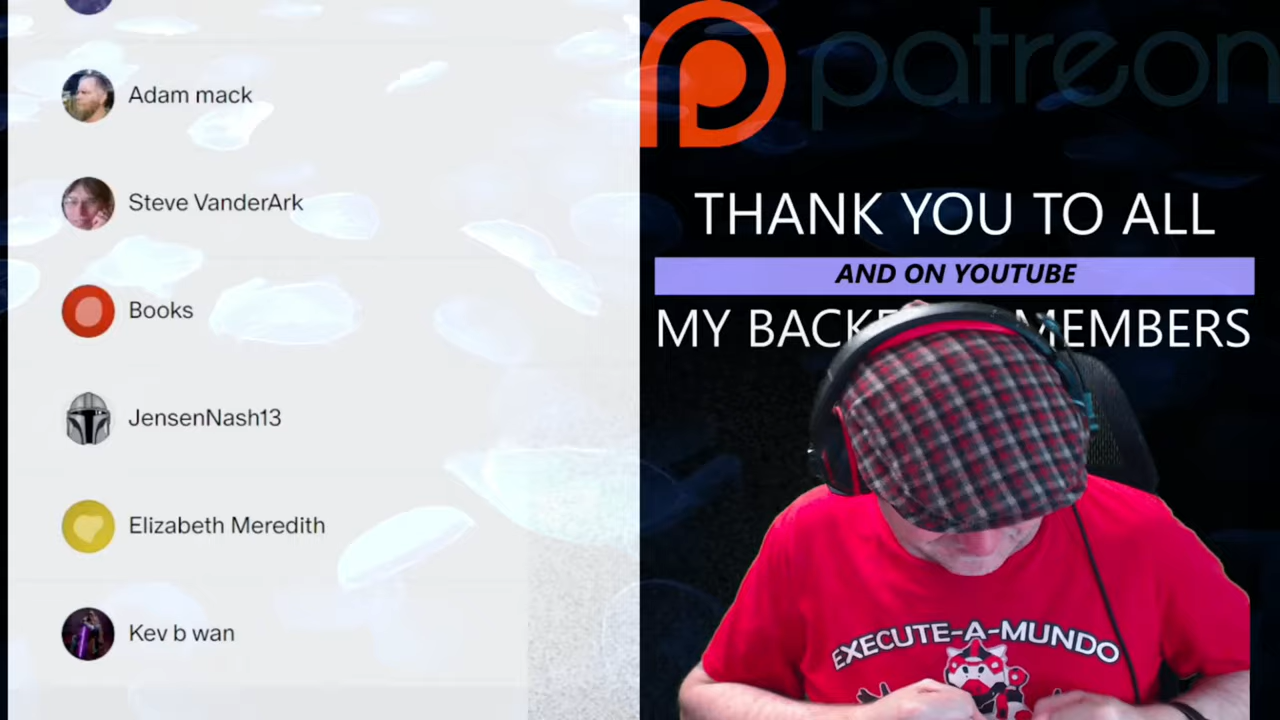 Adam mack
Steve VanderArk
Books
JensenNash13
Elizabeth Meredith
Kev b wan
patreon
THANK YOU TO ALL
AND ON YOUTUBE
MY MEMBERS
EXECUTE-A-MUNDO